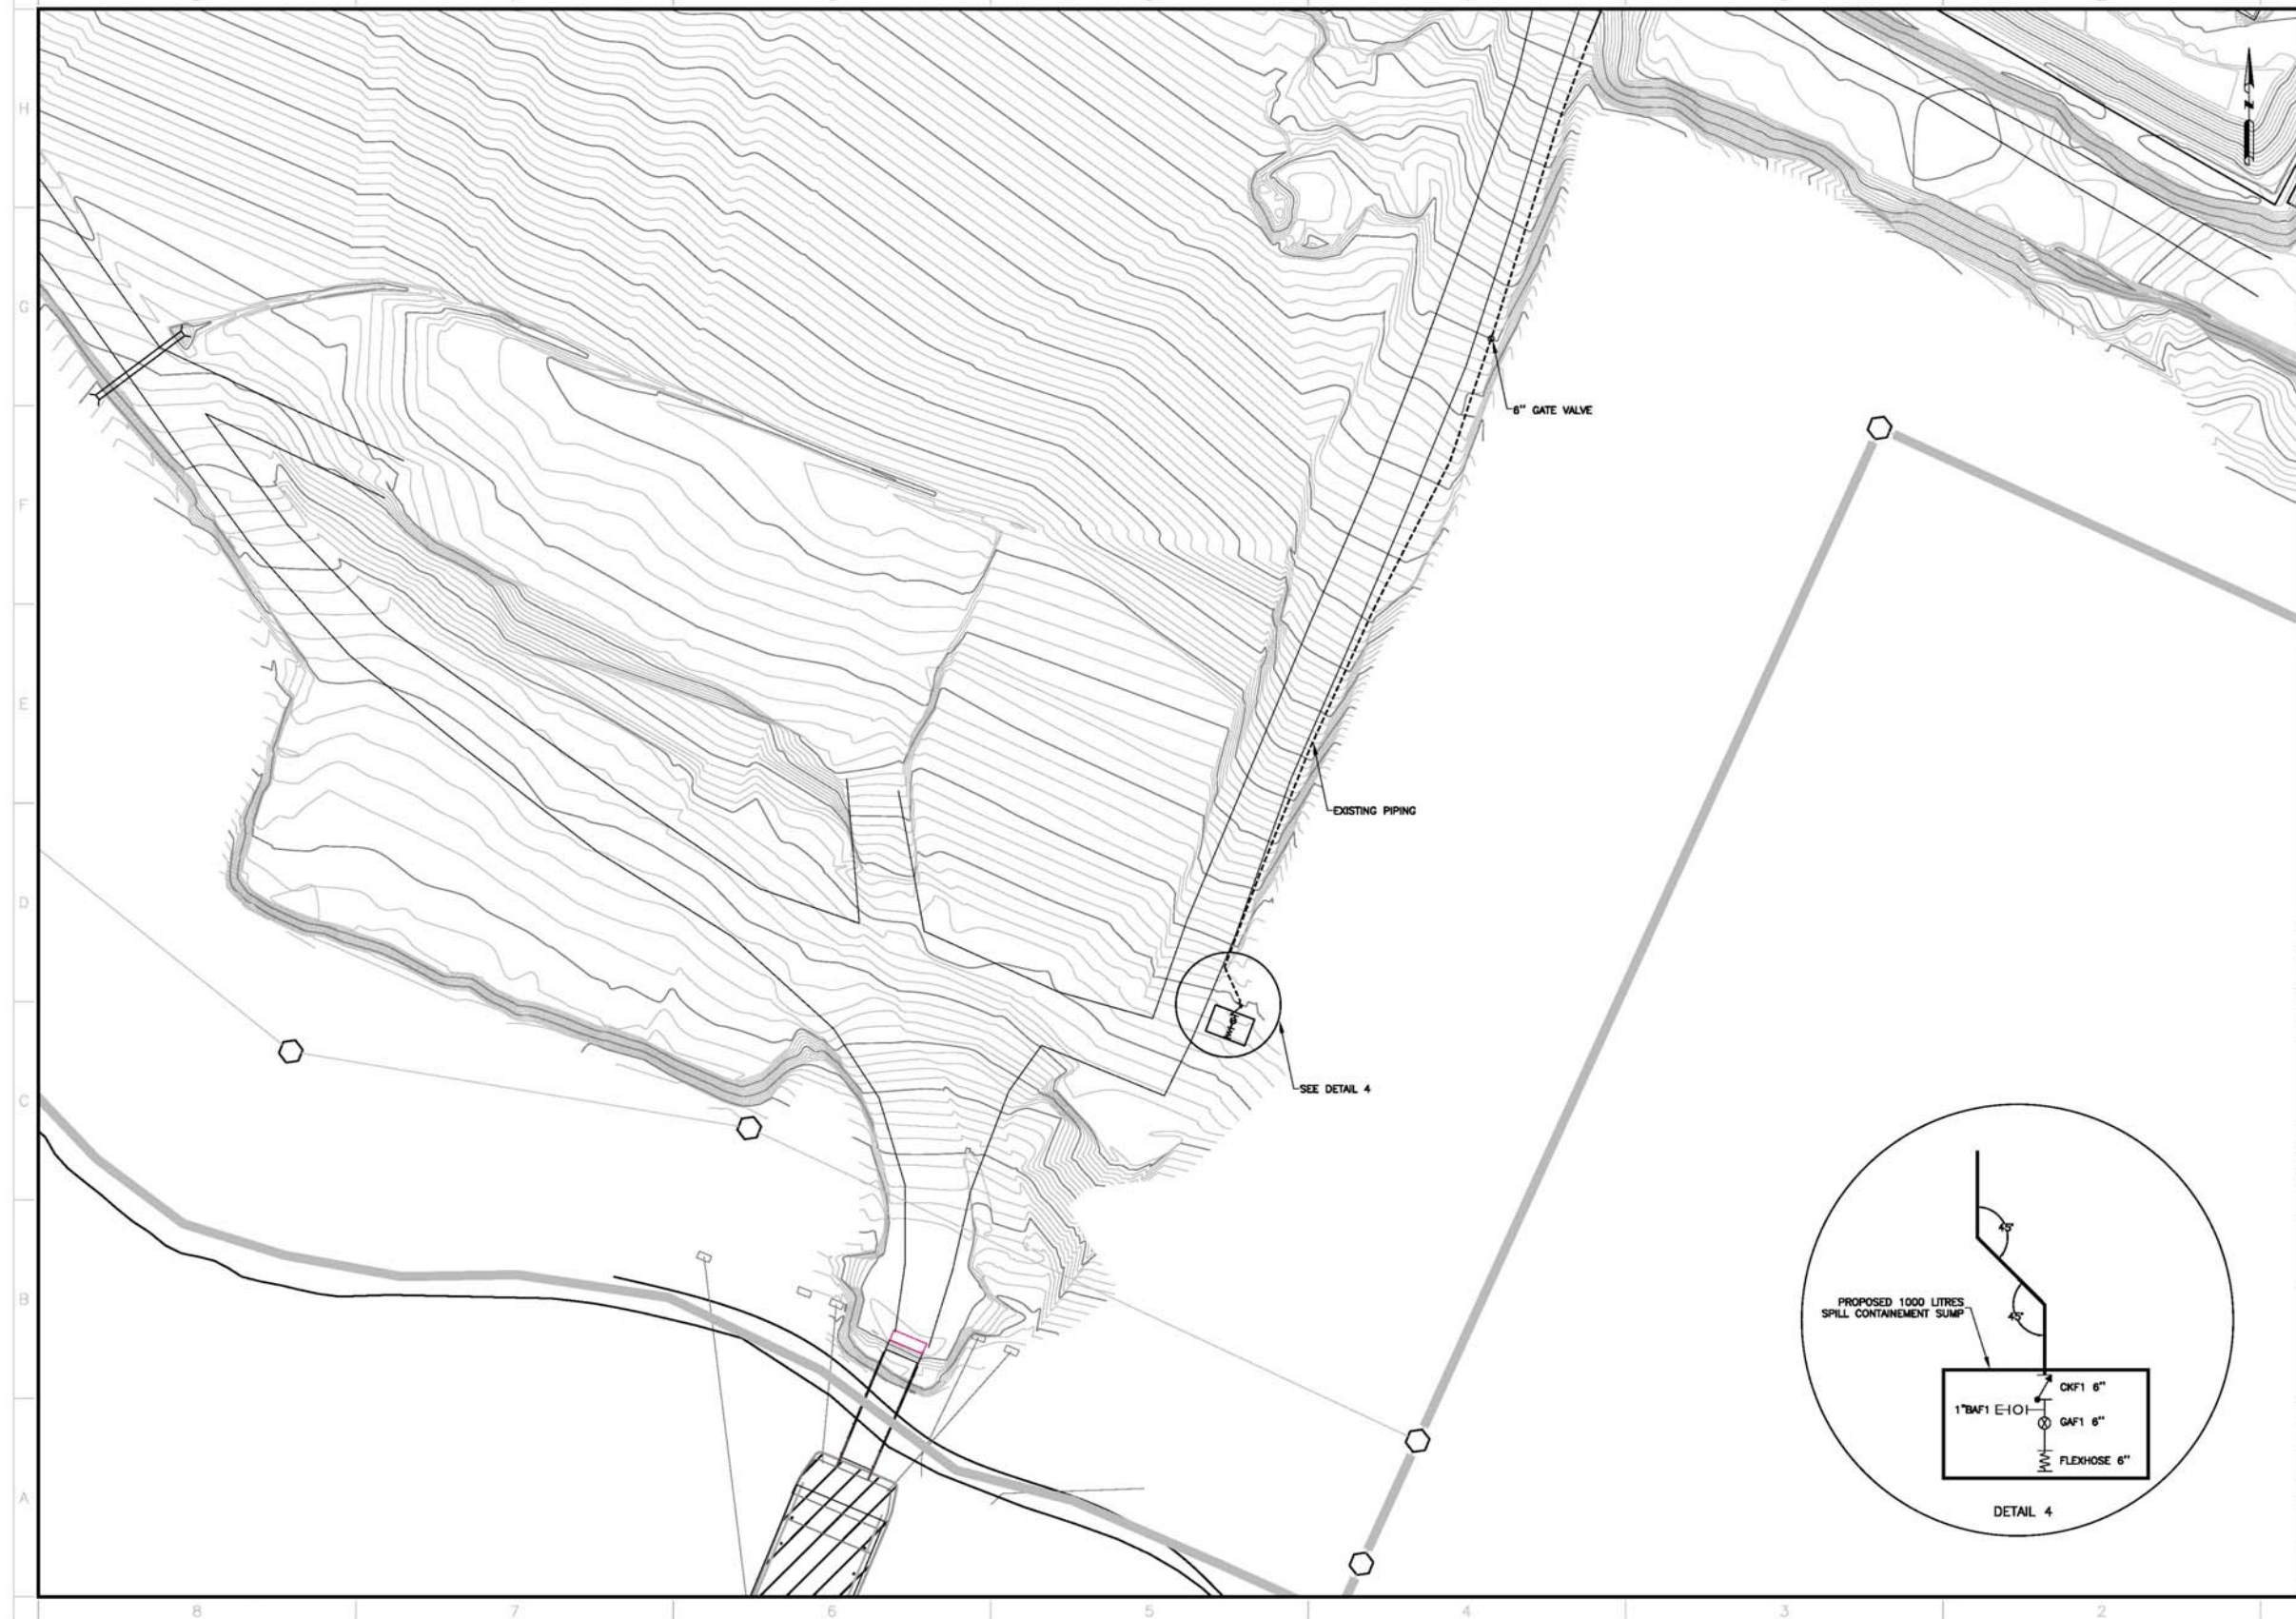 H
G
F
E
D
C
B
A
N
6" GATE VALVE
EXISTING PIPING
SEE DETAIL 4
45°
45°
PROPOSED 1000 LITRES
SPILL CONTAINEMENT SUMP
CKF1 6"
1"BAF1
GAF1 6"
FLEXHOSE 6"
DETAIL 4
8 7 6 5 4 3 2